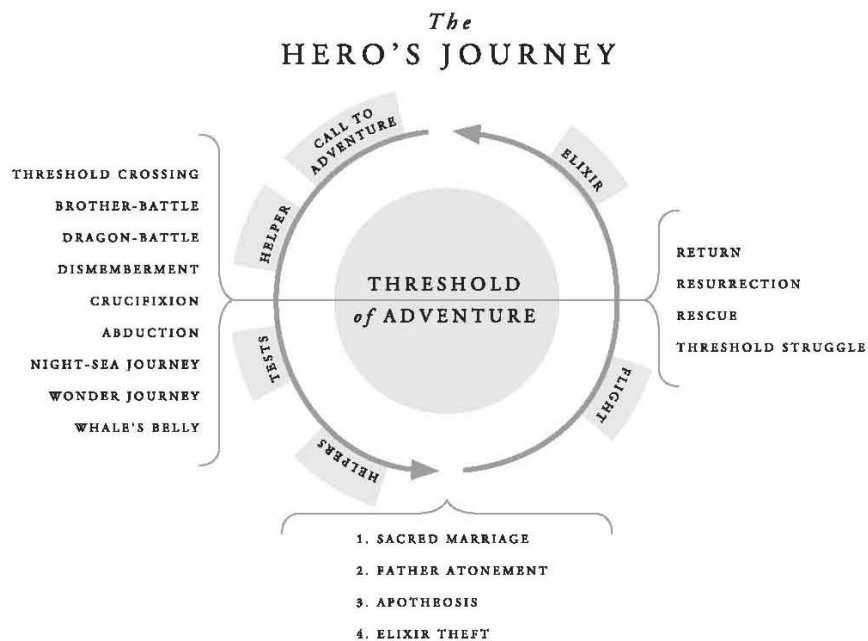 The
HERO'S JOURNEY
CALL TO
ADVENTURE
HELPER
TESTS
HELPERS
FLIGHT
ELIXIR
THRESHOLD CROSSING
BROTHER-BATTLE
DRAGON-BATTLE
DISMEMBERMENT
CRUCIFIXION
ABDUCTION
NIGHT-SEA JOURNEY
WONDER JOURNEY
WHALE'S BELLY
THRESHOLD
of ADVENTURE
RETURN
RESURRECTION
RESCUE
THRESHOLD STRUGGLE
1. SACRED MARRIAGE
2. FATHER ATONEMENT
3. APOTHEOSIS
4. ELIXIR THEFT